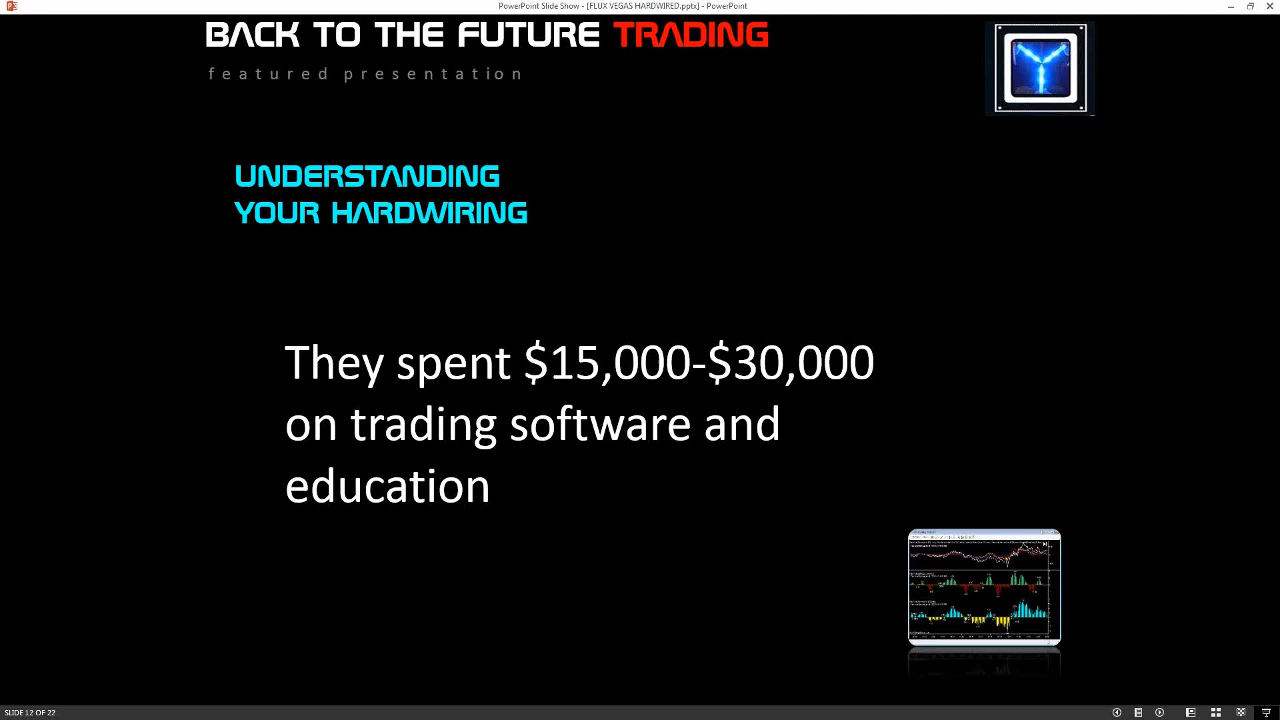 PowerPoint Slide Show - [FLUX VEGAS HARDWIRED.pptx] - PowerPoint
BACK TO THE FUTURE TRADING
featured presentation
UNDERSTANDING
YOUR HARDWIRING
They spent $15,000-$30,000
on trading software and
education
SLIDE 12 OF 22